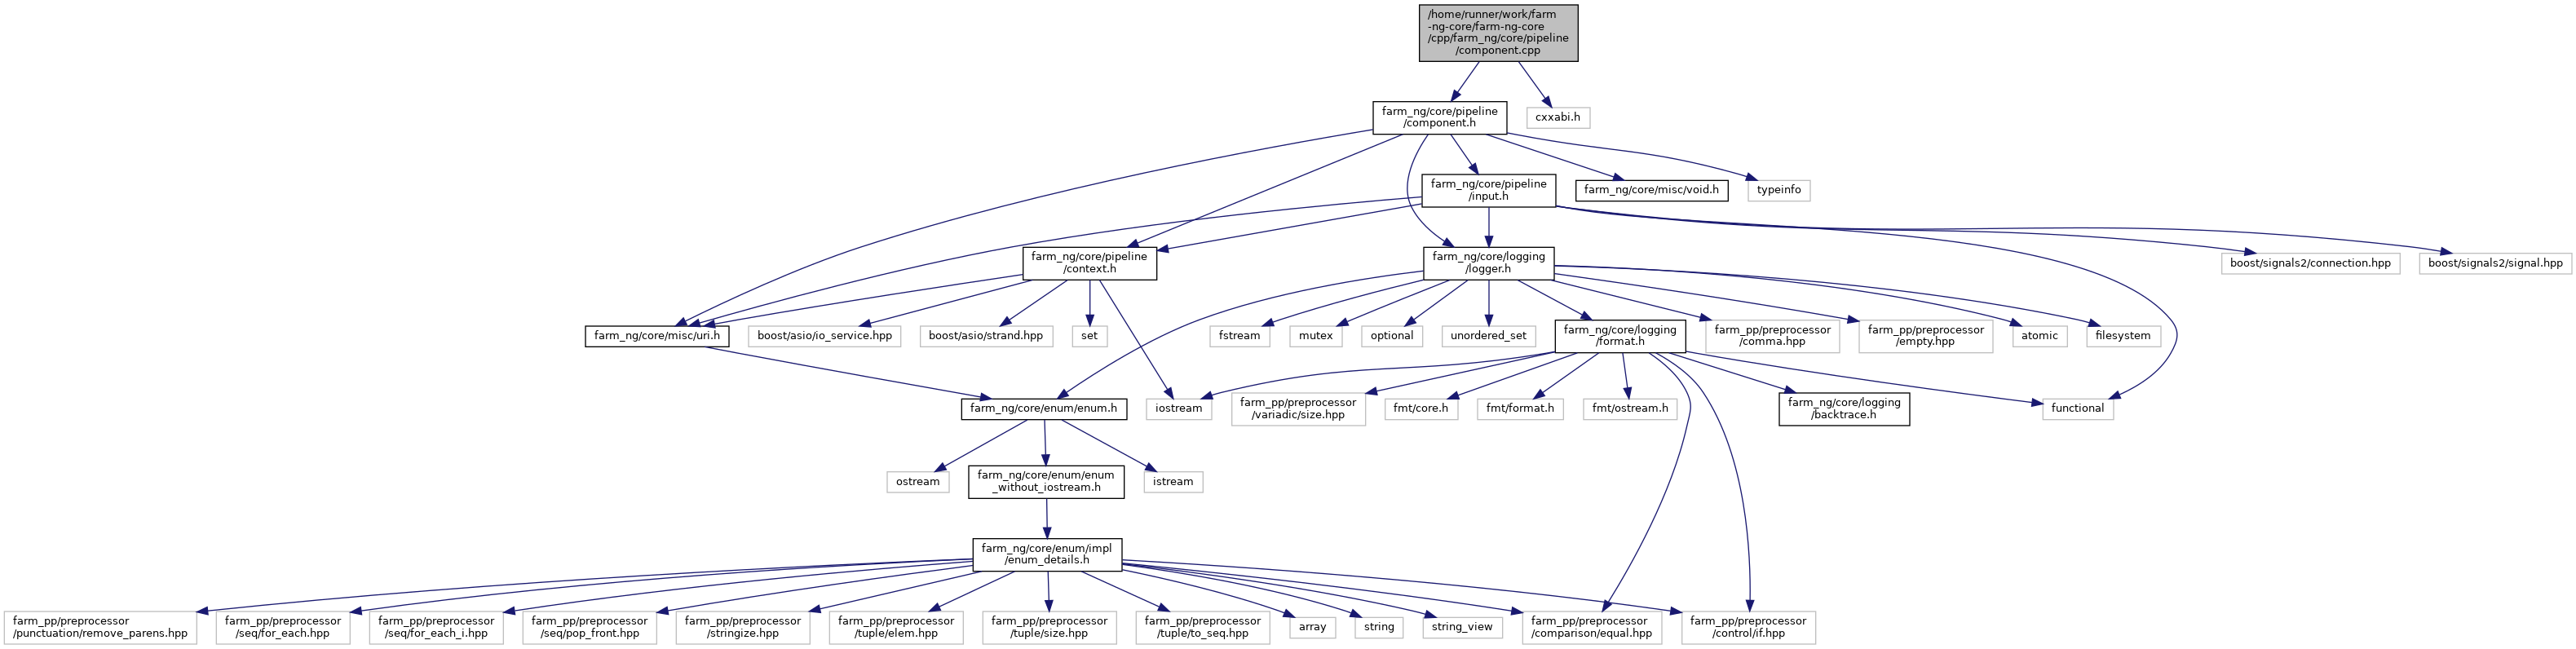 /home/runner/work/farm
-ng-core/farm-ng-core
/cpp/farm_ng/core/pipeline
/component.cpp
farm_ng/core/pipeline
/component.h
cxxabi.h
farm_ng/core/pipeline
/input.h
farm_ng/core/misc/void.h
typeinfo
farm_ng/core/pipeline
/context.h
farm_ng/core/logging
/logger.h
boost/signals2/connection.hpp
boost/signals2/signal.hpp
farm_ng/core/misc/uri.h
boost/asio/io_service.hpp
boost/asio/strand.hpp
set
fstream
mutex
optional
unordered_set
farm_ng/core/logging
/format.h
farm_pp/preprocessor
/comma.hpp
farm_pp/preprocessor
/empty.hpp
atomic
filesystem
farm_ng/core/enum/enum.h
iostream
farm_pp/preprocessor
/variadic/size.hpp
fmt/core.h
fmt/format.h
fmt/ostream.h
farm_ng/core/logging
/backtrace.h
functional
ostream
farm_ng/core/enum/enum
_without_iostream.h
istream
farm_ng/core/enum/impl
/enum_details.h
farm_pp/preprocessor
/punctuation/remove_parens.hpp
farm_pp/preprocessor
/seq/for_each.hpp
farm_pp/preprocessor
/seq/for_each_i.hpp
farm_pp/preprocessor
/seq/pop_front.hpp
farm_pp/preprocessor
/stringize.hpp
farm_pp/preprocessor
/tuple/elem.hpp
farm_pp/preprocessor
/tuple/size.hpp
farm_pp/preprocessor
/tuple/to_seq.hpp
array
string
string_view
farm_pp/preprocessor
/comparison/equal.hpp
farm_pp/preprocessor
/control/if.hpp